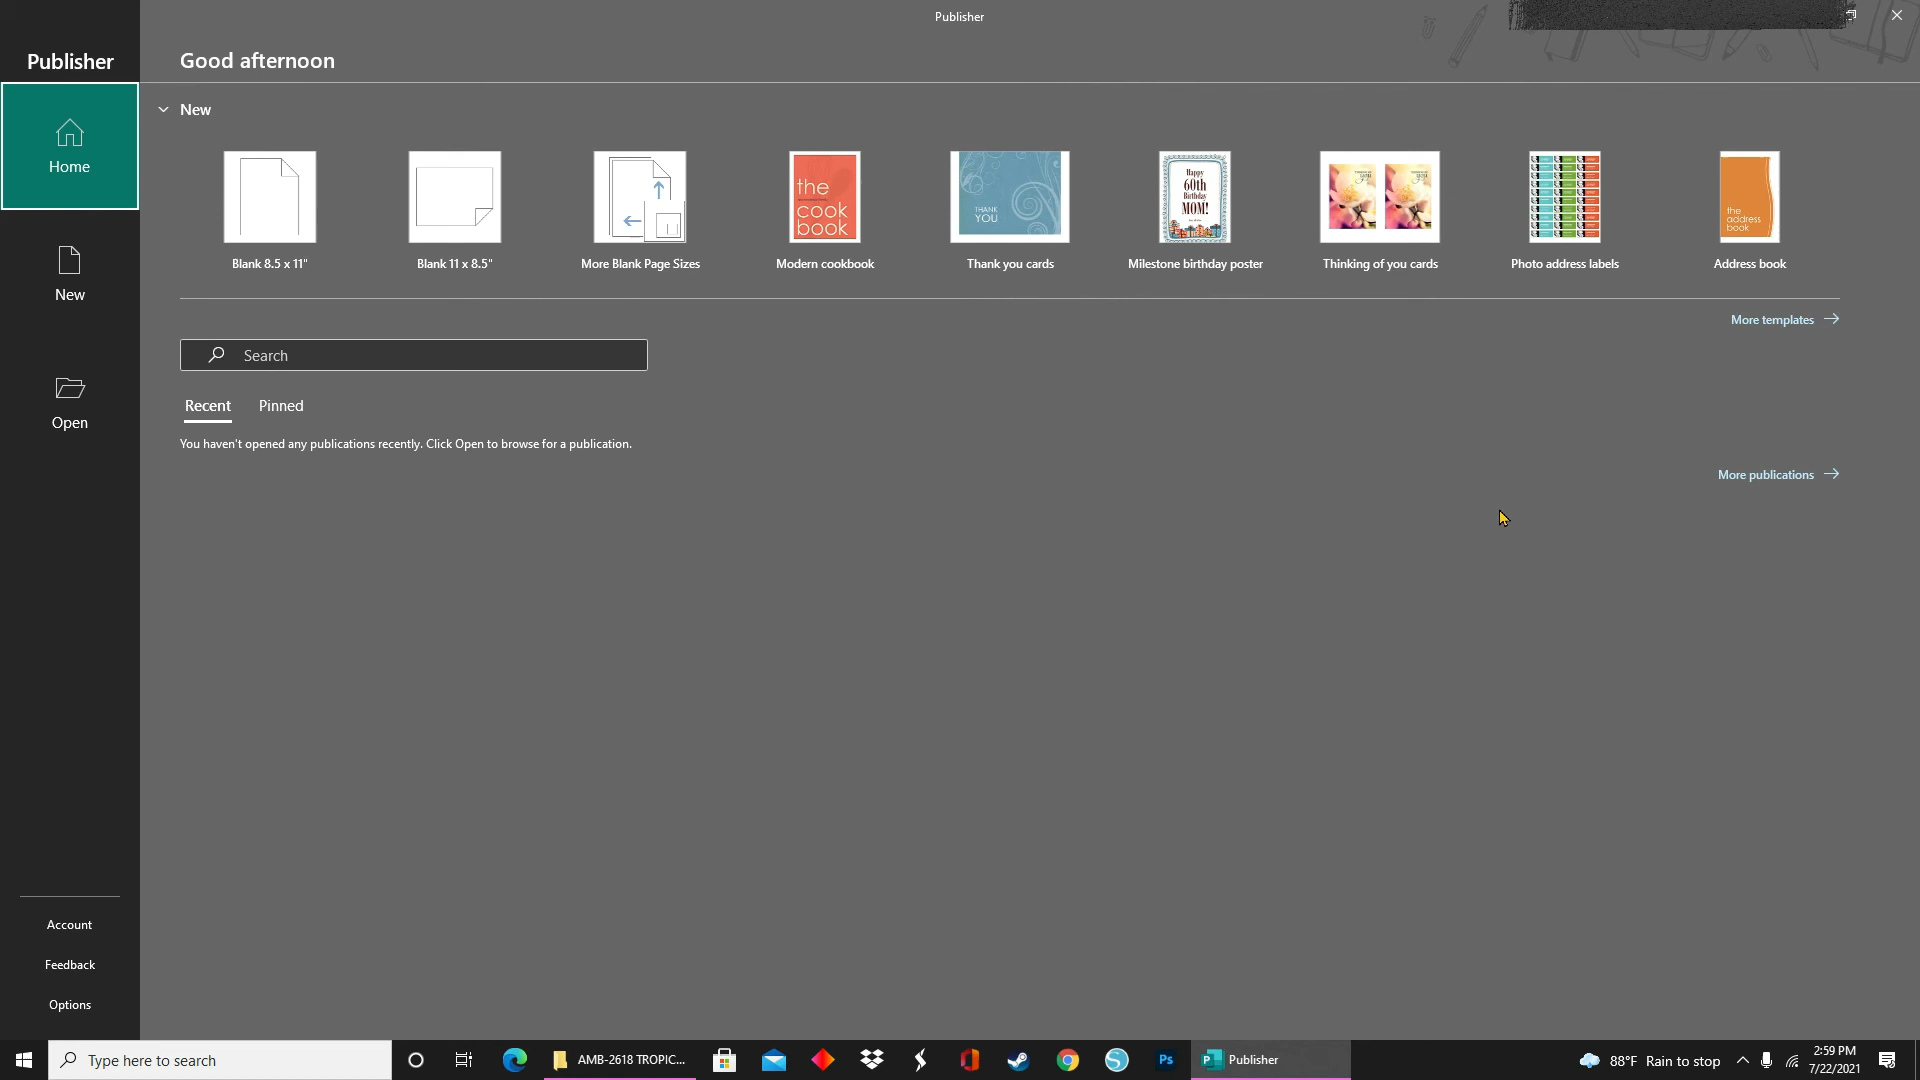 Publisher
Publisher
Good afternoon
Home
New
Open
New
the
cook
book
THANK
YOU
Happy
60th
Birthday
MOM!
the
address
book
Blank 8.5 x 11"
Blank 11 x 8.5"
More Blank Page Sizes
Modern cookbook
Thank you cards
Milestone birthday poster
Thinking of you cards
Photo address labels
Address book
More templates
Search
Recent Pinned
You haven't opened any publications recently. Click Open to browse for a publication.
More publications
Account
Feedback
Options
Type here to search
AMB-2618 TROPIC...
Ps
P
Publisher
88°F Rain to stop
2:59 PM
7/22/2021